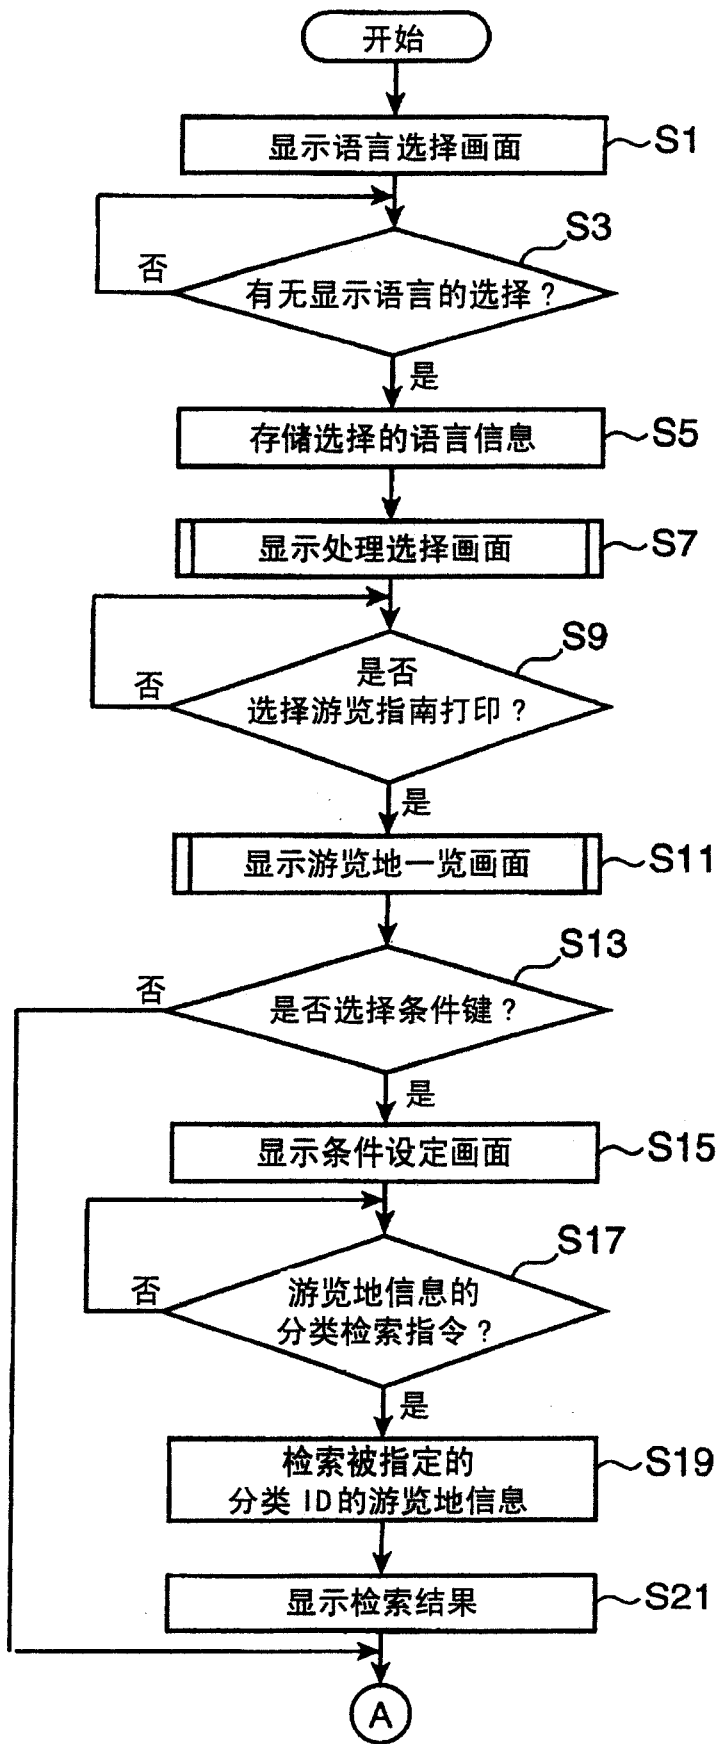 开始
显示语言选择画面
S1
S3
否
有无显示语言的选择？
是
存储选择的语言信息
S5
显示处理选择画面
S7
S9
是否
否
选择游览指南打印？
是
显示游览地一览画面
S11
S13
否
是否选择条件键？
是
显示条件设定画面
S15
S17
否
游览地信息的
分类检索指令？
是
检索被指定的
分类 ID的游览地信息
S19
显示检索结果
S21
A